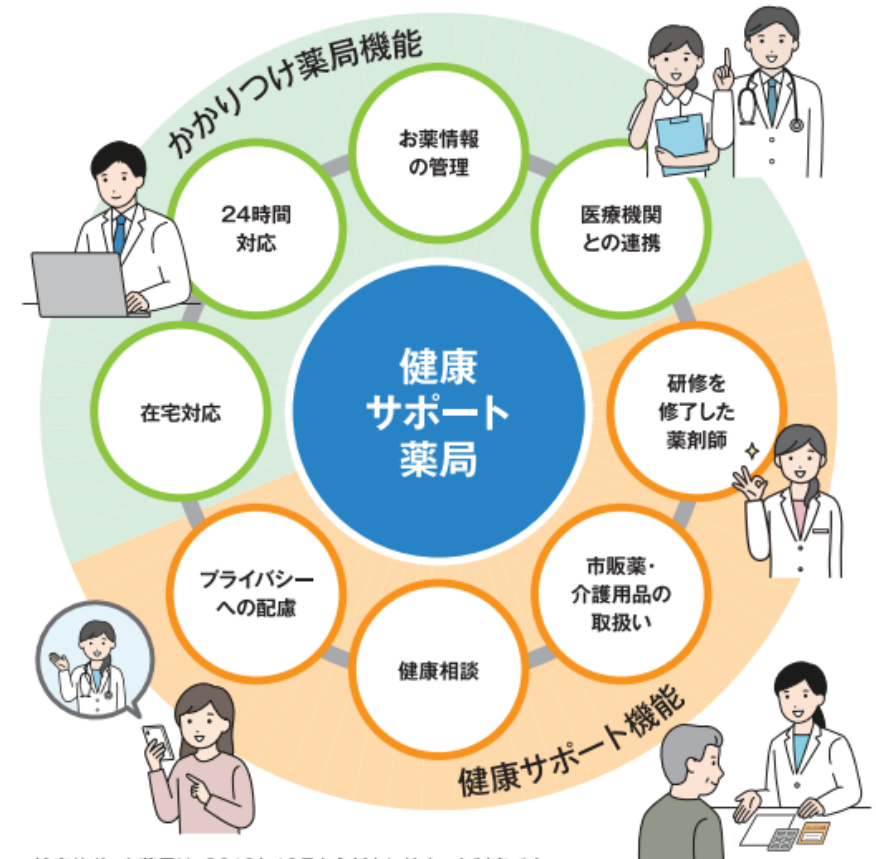 かかりつけ薬局機能
お薬情報
の管理
24時間
対応
医療機関
との連携
在宅対応
健康
サポート
薬局
研修を
修了した
薬剤師
プライバシー
への配慮
市販薬・
介護用品の
取扱い
健康相談
健康サポート機能